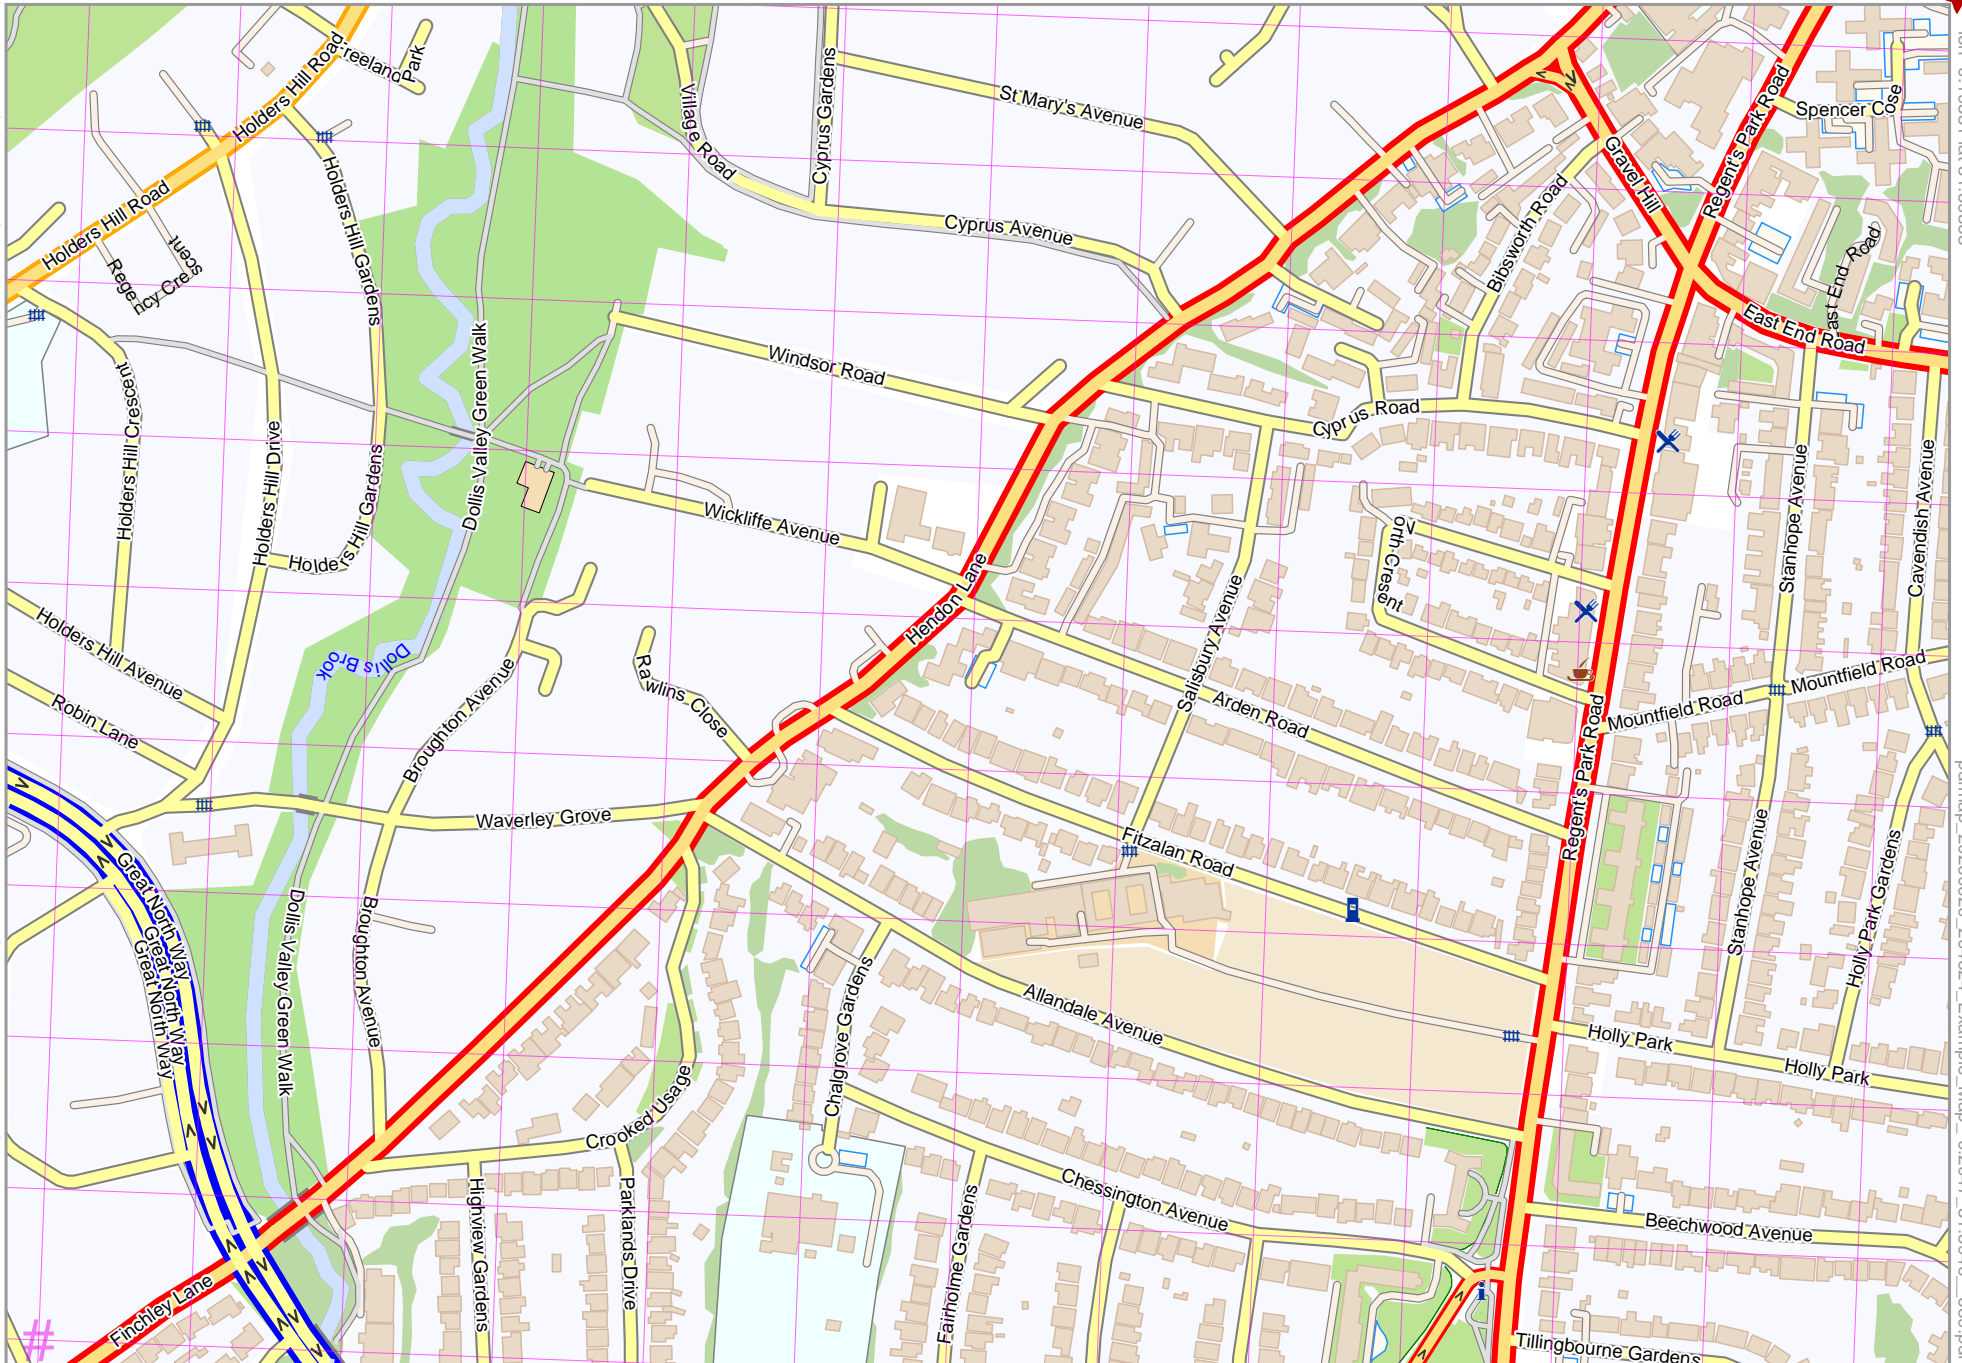 Holders Hill Road
Freeland
Park
Village Road
Cyprus Gardens
St Mary's Avenue
Regent's Park Road
Spencer Cose
Holders Hill Road
Holders Hill Gardens
Regency Crescent
Cyprus Avenue
Gravel Hill
Bibsworth Road
East End Road
East End Road
Dollis Valley Green Walk
Windsor Road
Cyprus Road
Holders Hill Crescent
Holders Hill Drive
Holders Hill Gardens
Holders
Wickliffe Avenue
Hendon Lane
North Cresent
Stanhope Avenue
Cavendish Avenue
Holders Hill Avenue
Dollis Brook
Robin Lane
Broughton Avenue
Rawlins Close
Salisbury Avenue
Arden Road
Mountfield Road
Mountfield Road
Regent's Park Road
Waverley Grove
Fitzalan Road
Great North Way
Great North Way
Great North Way
Dollis Valley Green Walk
Broughton Avenue
Stanhope Avenue
Holly Park Gardens
Chalgrove Gardens
Allandale Avenue
Holly Park
Holly Park
Crooked Usage
Highview Gardens
Parklands Drive
Chessington Avenue
Fairholme Gardens
Beechwood Avenue
Finchley Lane
Tillingbourne Gardens
#